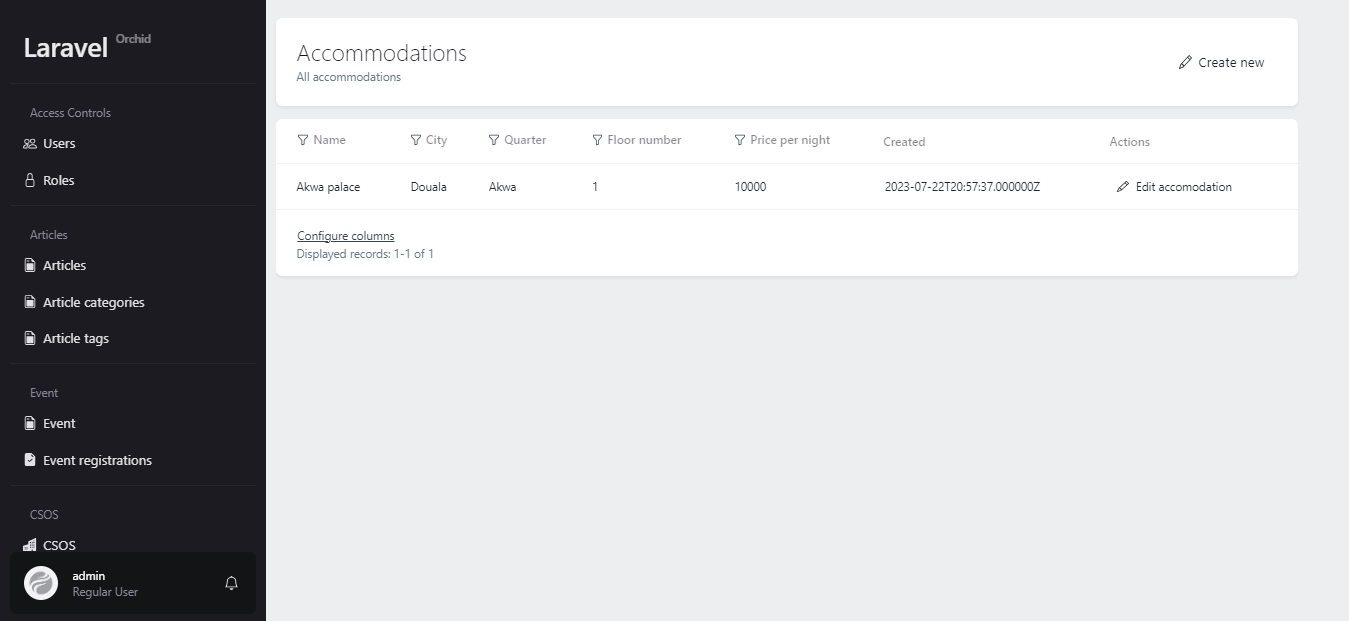 Laravel Orchid
Access Controls
Users
Roles
Articles
Articles
Article categories
Article tags
Event
Event
Event registrations
CSOS
CSOS
admin
Regular User
Accommodations
All accommodations
Create new
Name City Quarter Floor number Price per night Created Actions
Akwa palace Douala Akwa 1 10000 2023-07-22T20:57:37.000000Z Edit accomodation
Configure columns
Displayed records: 1-1 of 1